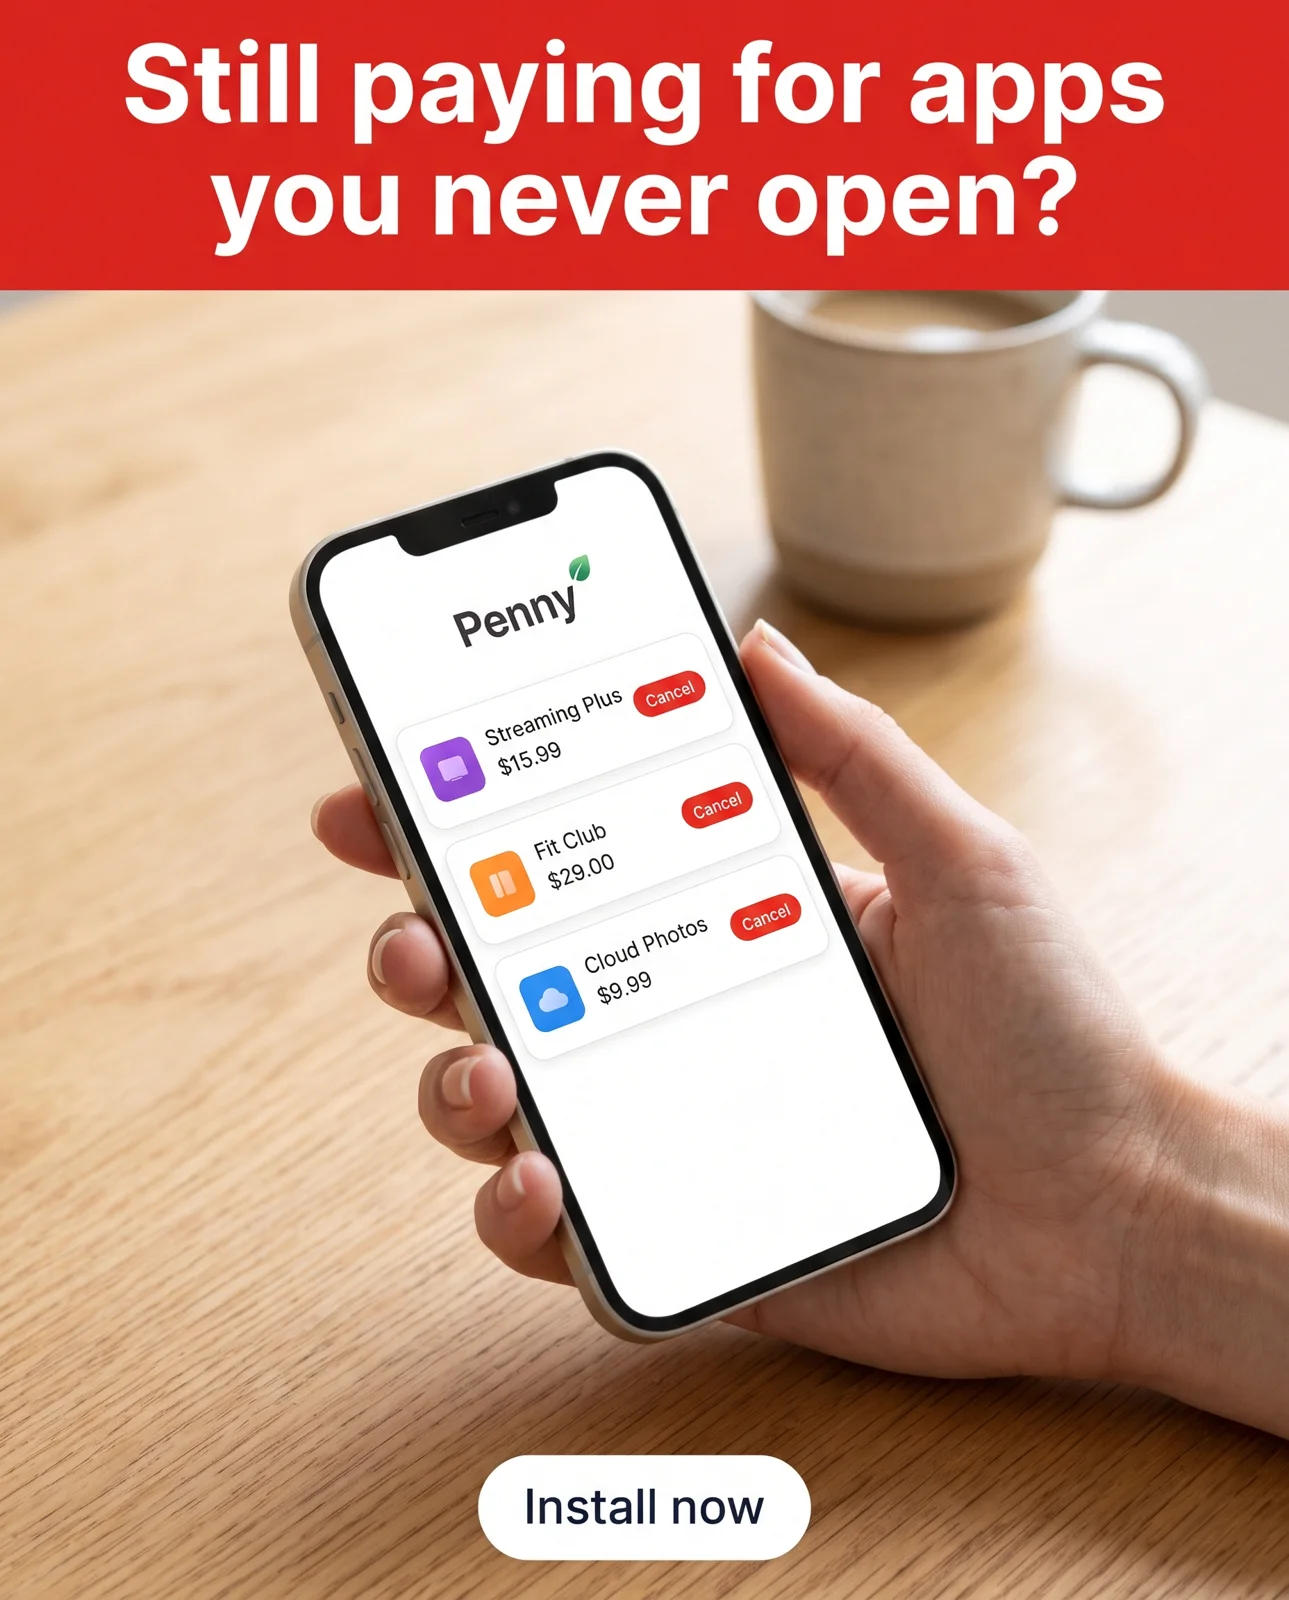 Still paying for apps
you never open?
Penny
Streaming Plus
$15.99
Cancel
Fit Club
$29.00
Cancel
Cloud Photos
$9.99
Cancel
Install now